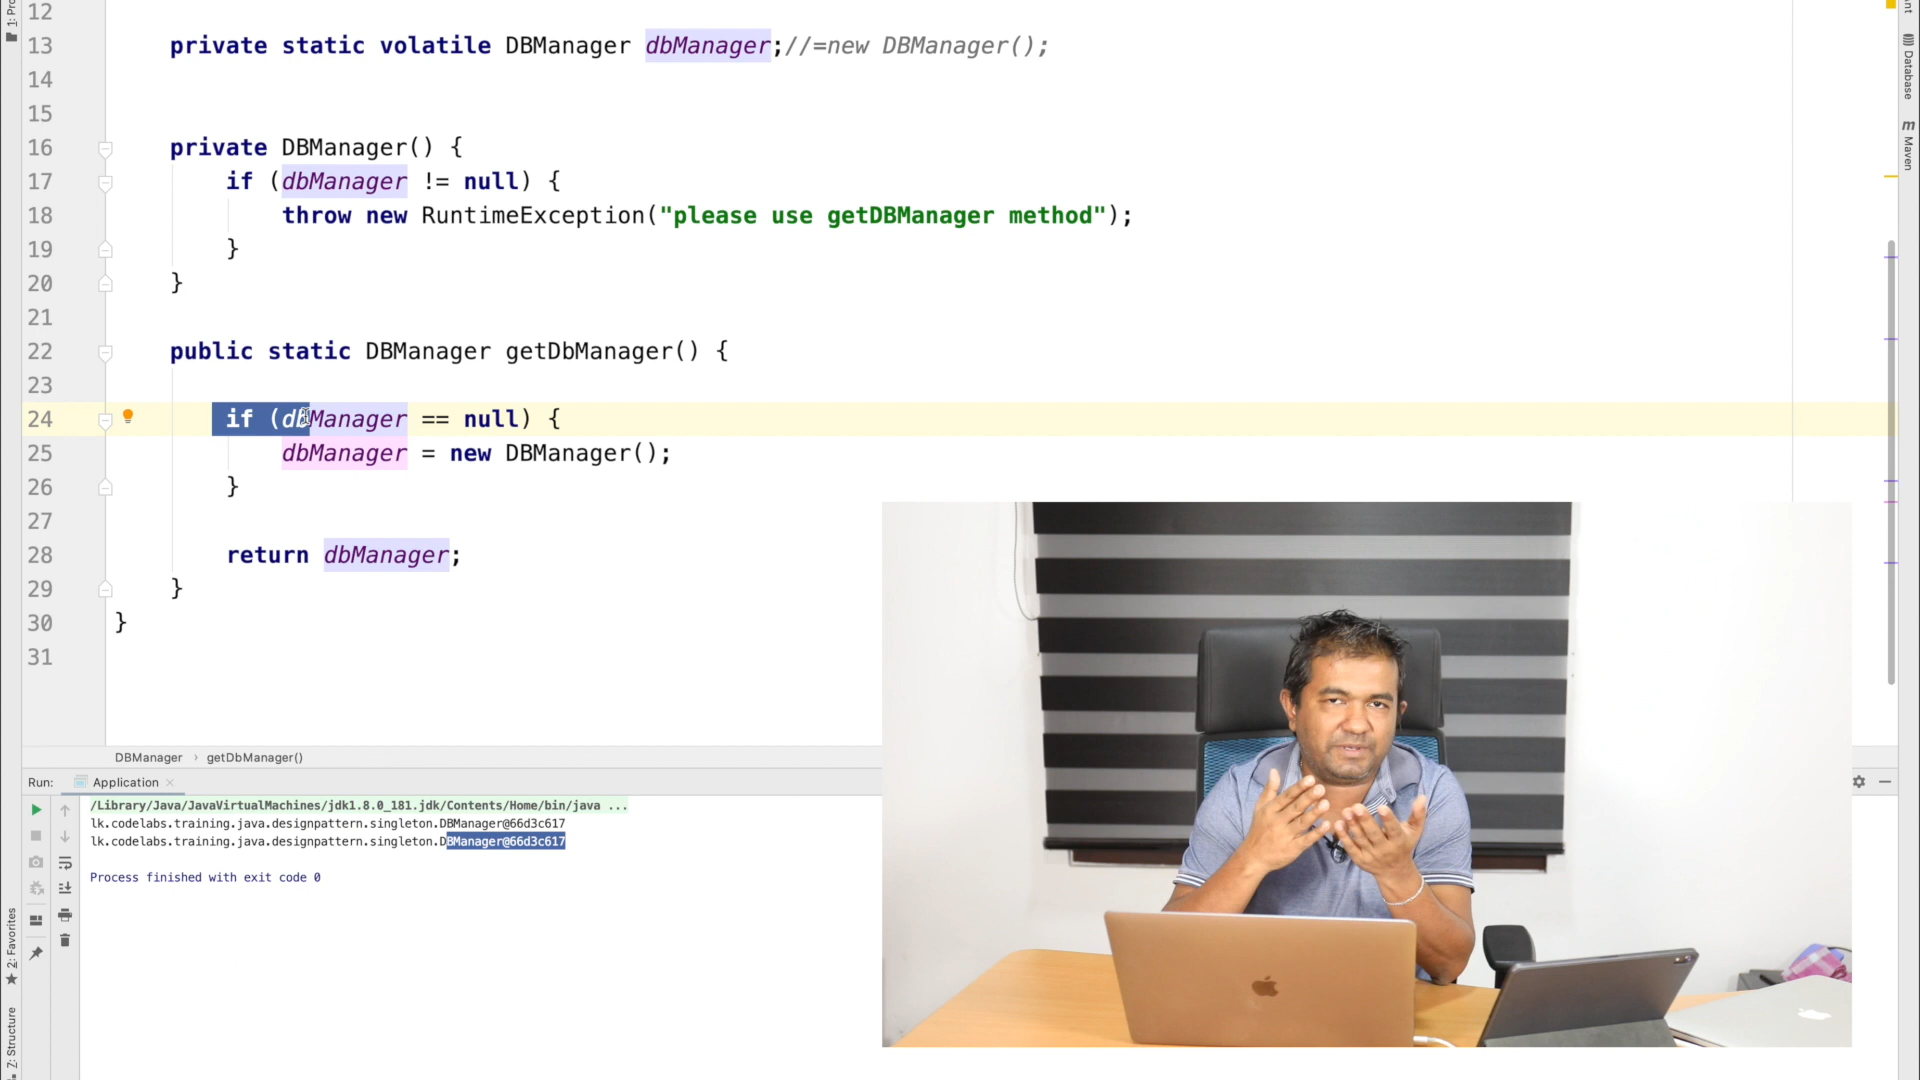 12
13 private static volatile DBManager dbManager;//=new DBManager();
14
15
16 private DBManager() {
17 if (dbManager != null) {
18 throw new RuntimeException("please use getDBManager method");
19 }
20 }
21
22 public static DBManager getDbManager() {
23
24 if (dbManager == null) {
25 dbManager = new DBManager();
26 }
27
28 return dbManager;
29 }
30 }
31
Database
m Maven
DBManager › getDbManager()
Run: Application
/Library/Java/JavaVirtualMachines/jdk1.8.0_181.jdk/Contents/Home/bin/java ...
lk.codelabs.training.java.designpattern.singleton.DBManager@66d3c617
lk.codelabs.training.java.designpattern.singleton.DBManager@66d3c617
Process finished with exit code 0
2: Favorites
Z: Structure